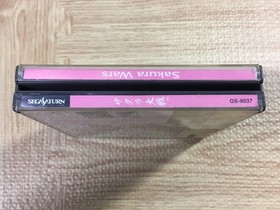 Sakura Wars
SEGA SATURN サクラ大戦 GS-9037